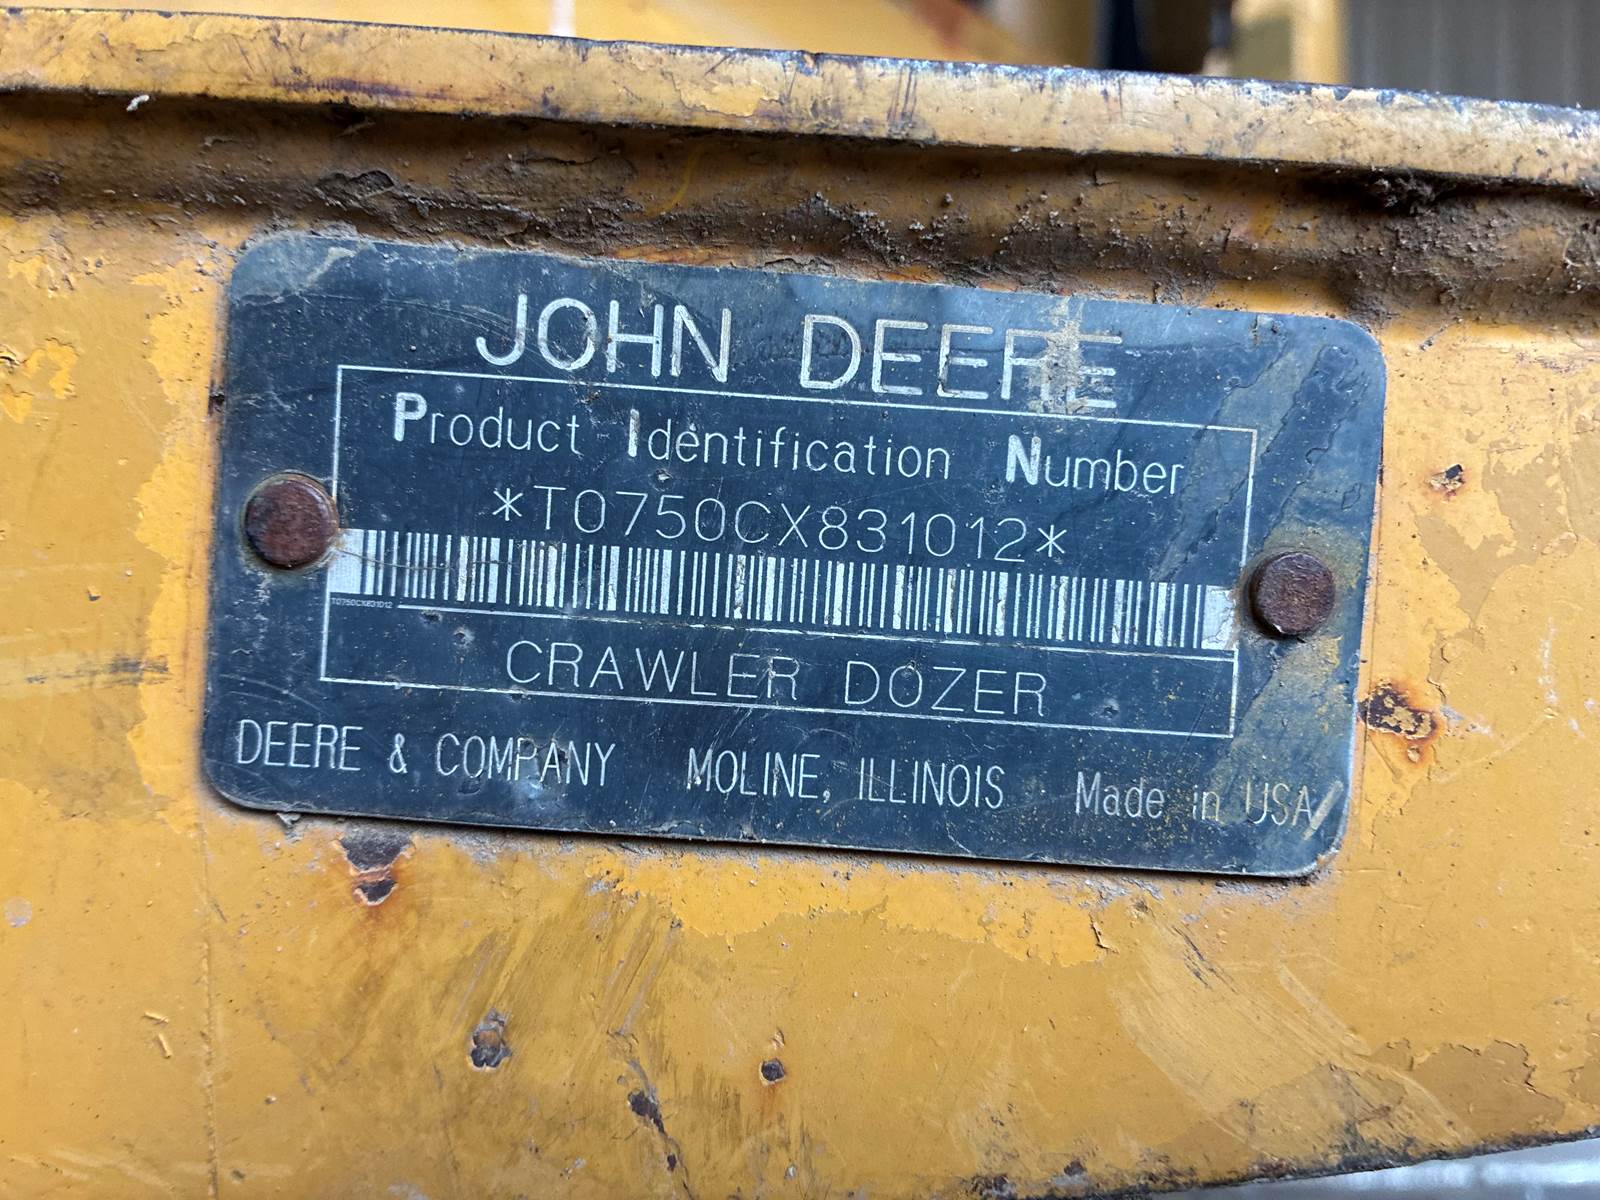 JOHN DEERE
Product Identification Number
*T0750CX831012*
T0750CX831012
CRAWLER DOZER
DEERE & COMPANY MOLINE, ILLINOIS Made in USA